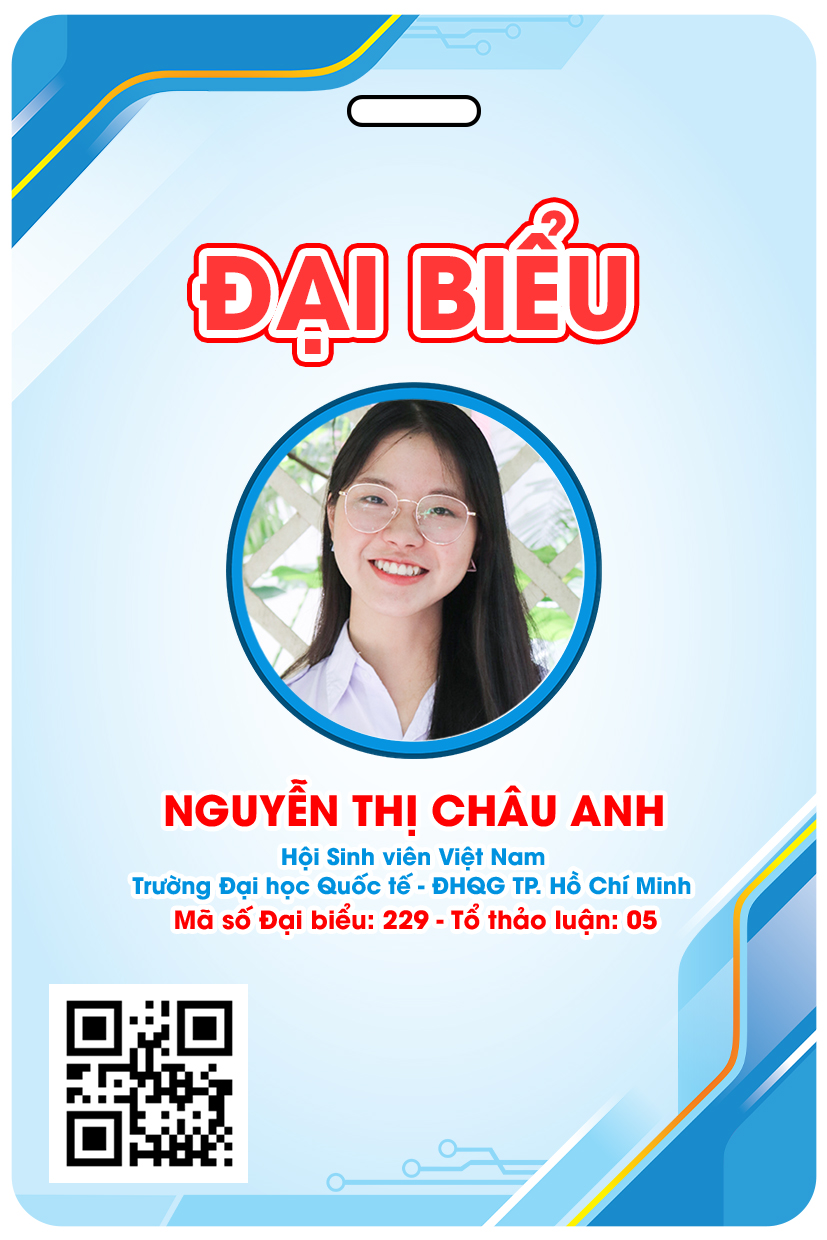 ĐẠI BIỂU
NGUYỄN THỊ CHÂU ANH
Hội Sinh viên Việt Nam
Trường Đại học Quốc tế - ĐHQG TP. Hồ Chí Minh
Mã số Đại biểu: 229 - Tổ thảo luận: 05